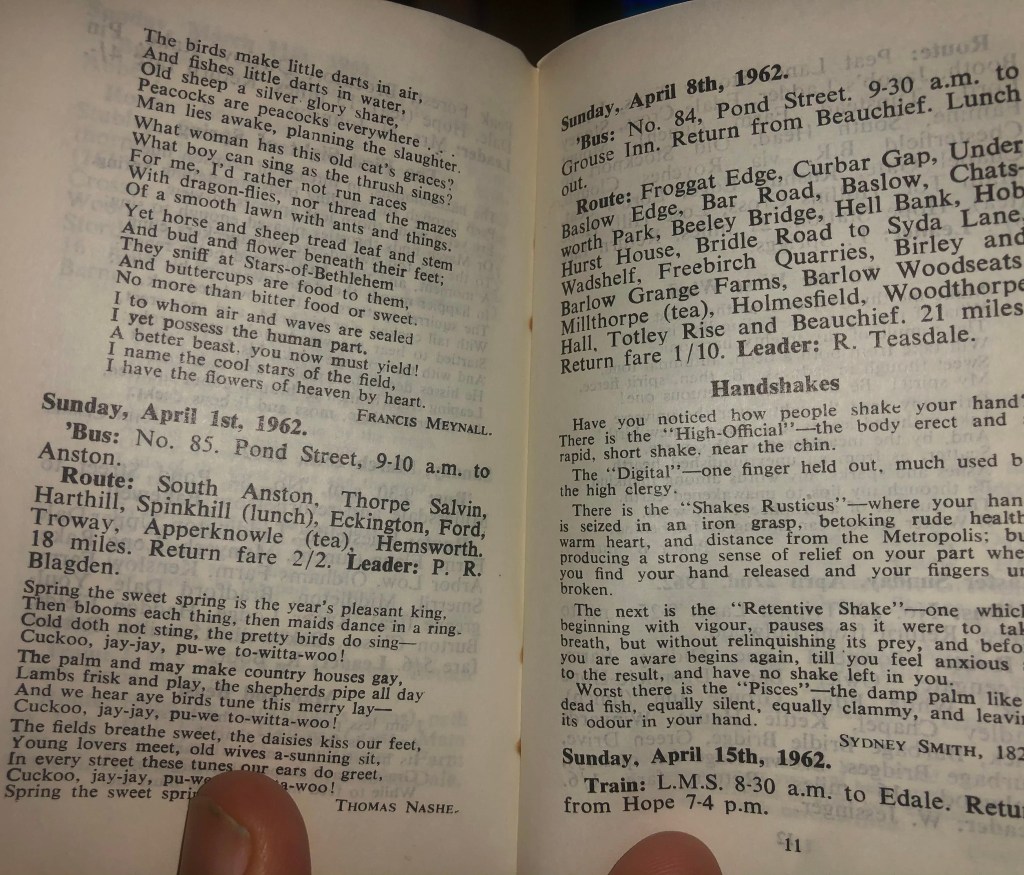 The birds make little darts in air,
And fishes little darts in water,
Old sheep a silver glory share,
Peacocks are peacocks everywhere . . .
Man lies awake, planning the slaughter.
What woman has this old cat's graces?
What boy can sing as the thrush sings?
For me, I'd rather not run races
With dragon-flies, nor thread the mazes
Of a smooth lawn with ants and things.
Yet horse and sheep tread leaf and stem
And bud and flower beneath their feet;
They sniff at Stars-of-Bethlehem
And buttercups are food to them,
No more than bitter food or sweet.
I to whom air and waves are sealed
I yet possess the human part.
A better beast, you now must yield!
I name the cool stars of the field,
I have the flowers of heaven by heart.
FRANCIS MEYNALL.
Sunday, April 1st, 1962.
'Bus: No. 85. Pond Street, 9-10 a.m. to
Anston.
Route: South Anston, Thorpe Salvin,
Harthill, Spinkhill (lunch), Eckington, Ford,
Troway, Apperknowle (tea), Hemsworth.
18 miles. Return fare 2/2. Leader: P. R.
Blagden.
Spring the sweet spring is the year's pleasant king.
Then blooms each thing, then maids dance in a ring.
Cold doth not sting, the pretty birds do sing—
Cuckoo, jay-jay, pu-we to-witta-woo!
The palm and may make country houses gay,
Lambs frisk and play, the shepherds pipe all day
And we hear aye birds tune this merry lay—
Cuckoo, jay-jay, pu-we to-witta-woo!
The fields breathe sweet, the daisies kiss our feet,
Young lovers meet, old wives a-sunning sit,
In every street these tunes our ears do greet,
Cuckoo, jay-jay, pu-we a-woo!
Spring the sweet
THOMAS NASHE.
Sunday, April 8th, 1962.
'Bus: No. 84, Pond Street. 9-30 a.m. to
Grouse Inn. Return from Beauchief. Lunch
out.
Route: Froggat Edge, Curbar Gap, Under
Baslow Edge, Bar Road, Baslow, Chats-
worth Park, Beeley Bridge, Hell Bank, Hob
Hurst House, Bridle Road to Syda Lane,
Wadshelf, Freebirch Quarries, Birley and
Barlow Grange Farms, Barlow Woodseats
Millthorpe (tea), Holmesfield, Woodthorpe
Hall, Totley Rise and Beauchief. 21 miles
Return fare 1/10. Leader: R. Teasdale.
Handshakes
Have you noticed how people shake your hand?
There is the "High-Official"—the body erect and
rapid, short shake. near the chin.
The "Digital"—one finger held out, much used b
the high clergy.
There is the "Shakes Rusticus"—where your han
is seized in an iron grasp, betoking rude health
warm heart, and distance from the Metropolis; bu
producing a strong sense of relief on your part whe
you find your hand released and your fingers un
broken.
The next is the "Retentive Shake"—one which
beginning with vigour, pauses as it were to tak
breath, but without relinquishing its prey, and befo
you are aware begins again, till you feel anxious
to the result, and have no shake left in you.
Worst there is the "Pisces"—the damp palm like
dead fish, equally silent, equally clammy, and leavin
its odour in your hand.
SYDNEY SMITH, 182
Sunday, April 15th, 1962.
Train: L.M.S. 8-30 a.m. to Edale. Retu
from Hope 7-4 p.m.
11